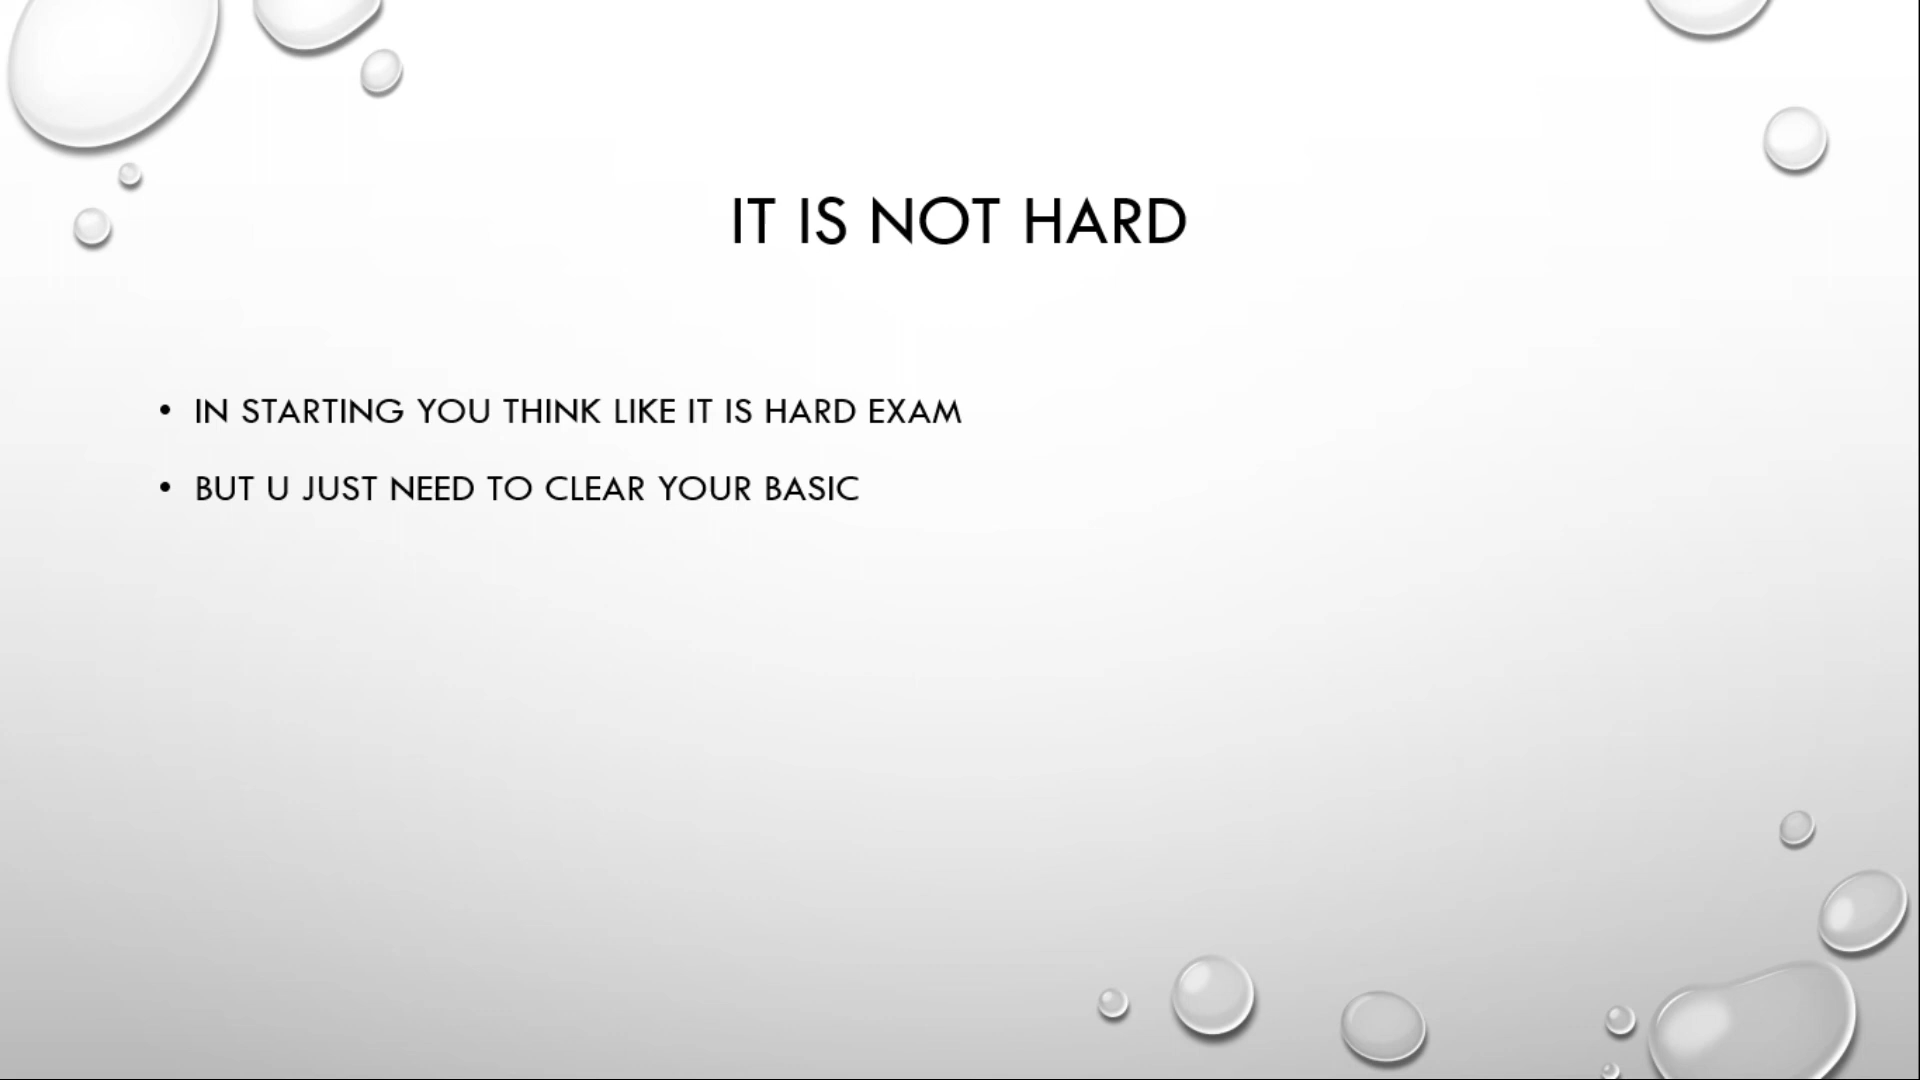 IT IS NOT HARD
• IN STARTING YOU THINK LIKE IT IS HARD EXAM
• BUT U JUST NEED TO CLEAR YOUR BASIC